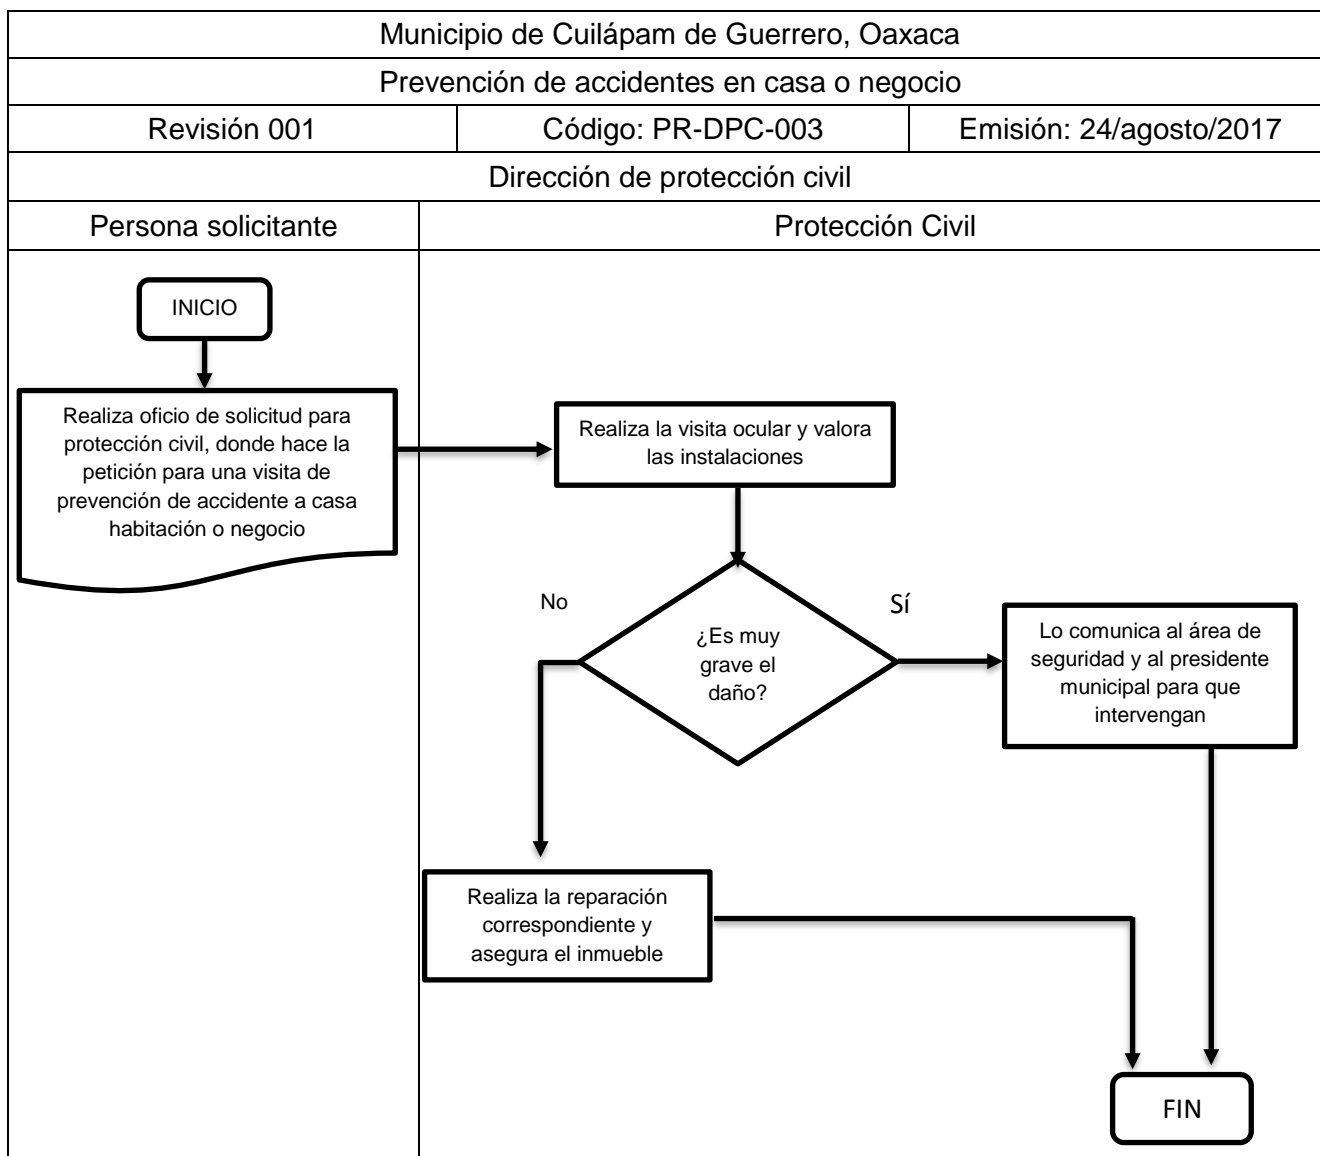 Municipio de Cuilápam de Guerrero, Oaxaca
Prevención de accidentes en casa o negocio
Revisión 001
Código: PR-DPC-003
Emisión: 24/agosto/2017
Dirección de protección civil
Persona solicitante
Protección Civil
INICIO
Realiza oficio de solicitud para
protección civil, donde hace la
petición para una visita de
prevención de accidente a casa
habitación o negocio
Realiza la visita ocular y valora
las instalaciones
No
Sí
¿Es muy
grave el
daño?
Lo comunica al área de
seguridad y al presidente
municipal para que
intervengan
Realiza la reparación
correspondiente y
asegura el inmueble
FIN